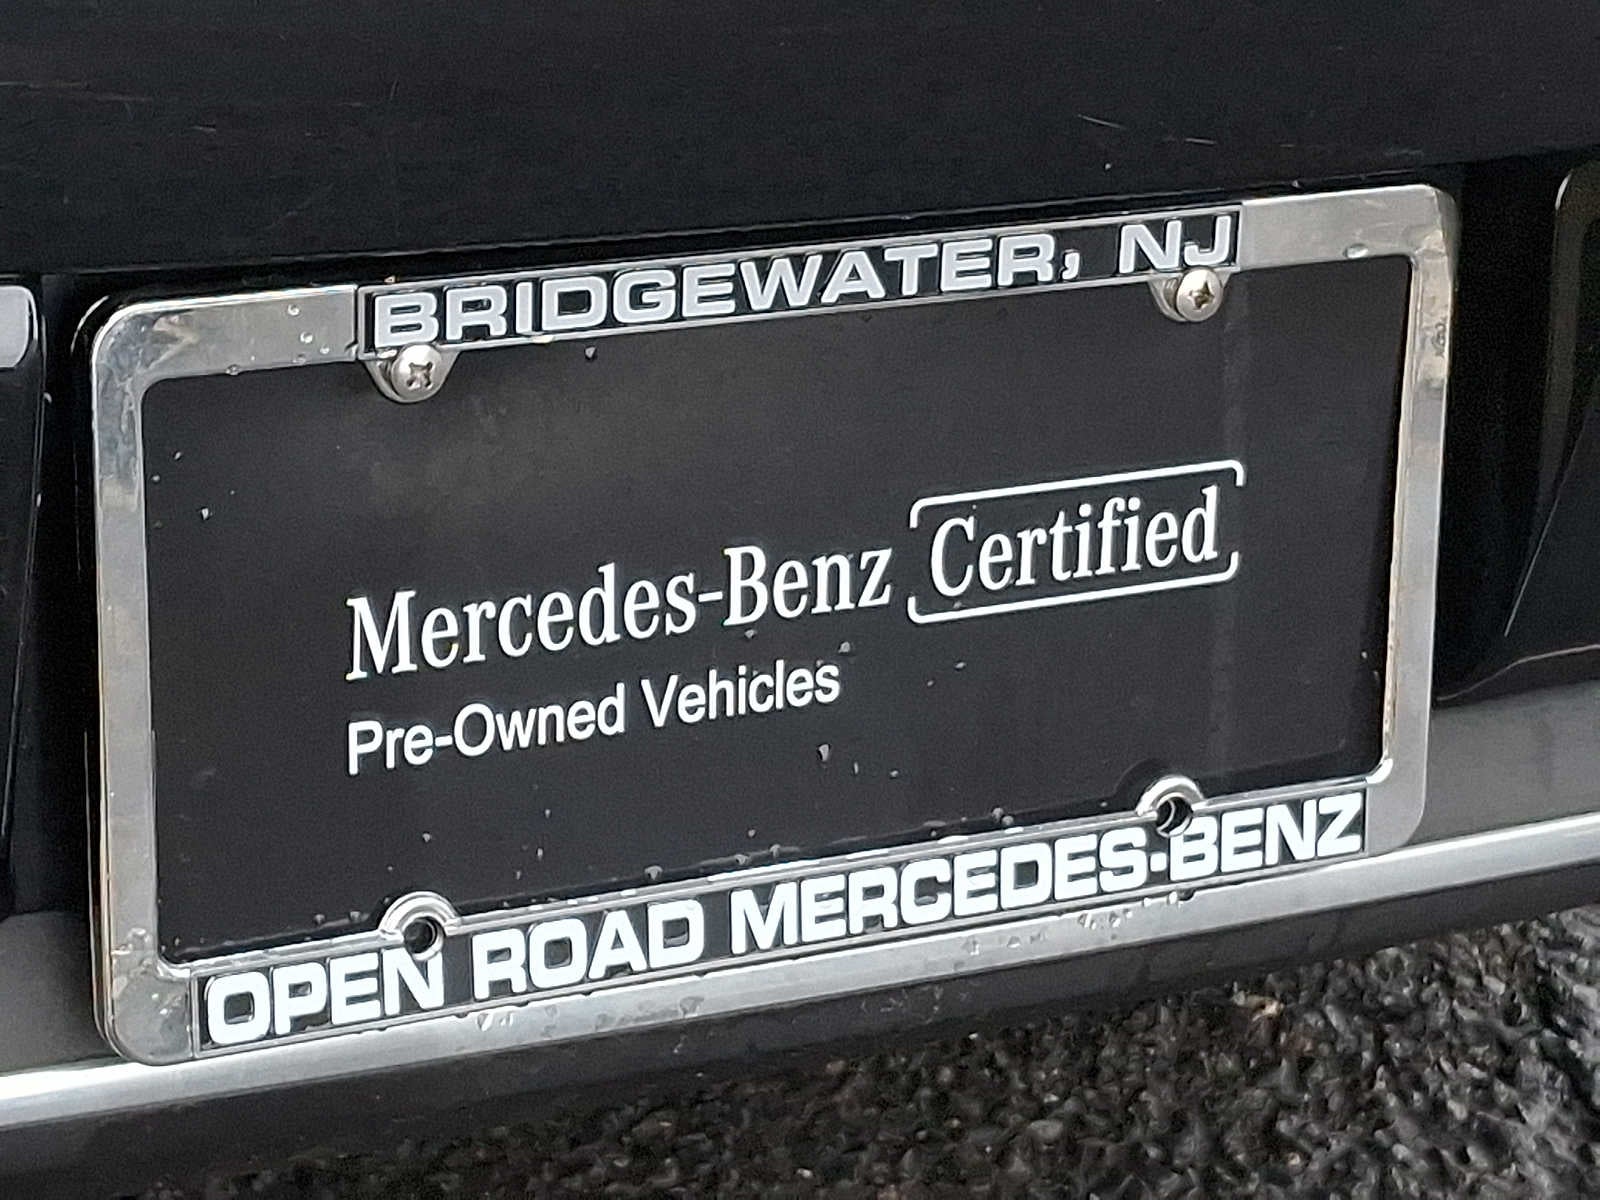 BRIDGEWATER, NJ
Mercedes-Benz Certified
Pre-Owned Vehicles
OPEN ROAD MERCEDES-BENZ